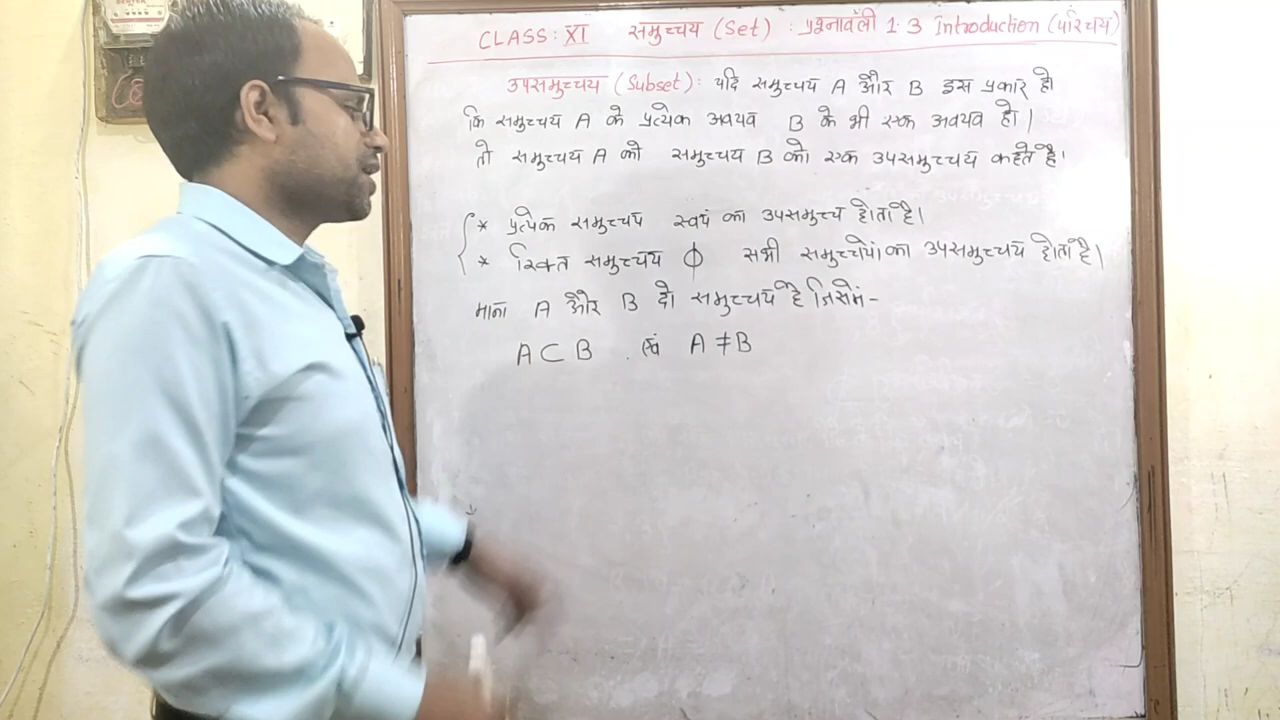 CLASS: XI समुच्चय (Set) : प्रश्नावली 1.3 Introduction (परिचय)
उपसमुच्चय (Subset): यदि समुच्चय A और B इस प्रकार हो
कि समुच्चय A के प्रत्येक अवयव B के भी एक अवयव हो।
तो समुच्चय A को समुच्चय B को एक उपसमुच्चय कहते है।
* प्रत्येक समुच्चय स्वयं का उपसमुच्च होता है।
* रिक्त समुच्चय ϕ सभी समुच्चेयों का उपसमुच्चय होता है।
माना A और B दो समुच्चय है जिसमें-
A ⊂ B एवं A ≠ B